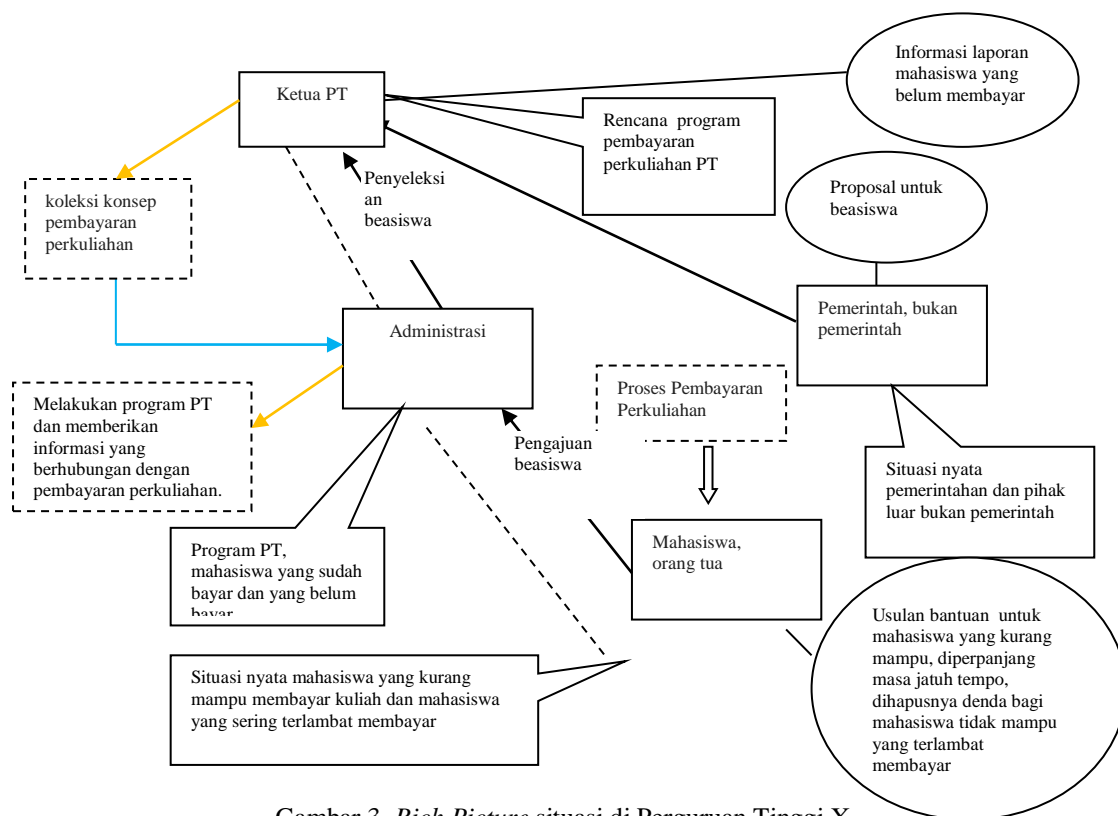 Informasi laporan
mahasiswa yang
belum membayar
Ketua PT
Rencana program
pembayaran
perkuliahan PT
Penyeleksi
an
beasiswa
koleksi konsep
pembayaran
perkuliahan
Proposal untuk
beasiswa
Pemerintah, bukan
pemerintah
Administrasi
Proses Pembayaran
Perkuliahan
Melakukan program PT
dan memberikan
informasi yang
berhubungan dengan
pembayaran perkuliahan.
Pengajuan
beasiswa
Situasi nyata
pemerintahan dan pihak
luar bukan pemerintah
Program PT,
mahasiswa yang sudah
bayar dan yang belum
bayar
Mahasiswa,
orang tua
Usulan bantuan untuk
mahasiswa yang kurang
mampu, diperpanjang
masa jatuh tempo,
dihapusnya denda bagi
mahasiswa tidak mampu
yang terlambat
membayar
Situasi nyata mahasiswa yang kurang
mampu membayar kuliah dan mahasiswa
yang sering terlambat membayar
Gambar 3. Rich Picture situasi di Perguruan Tinggi X